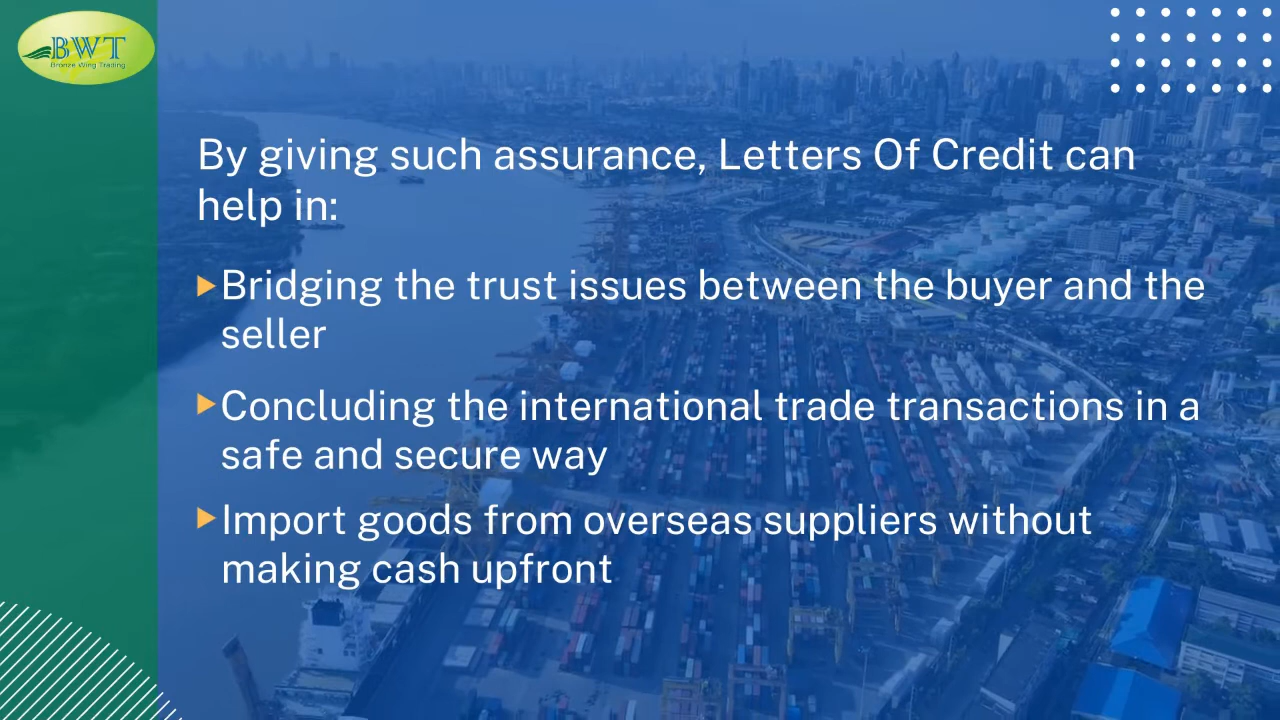 BWT
Bronze Wing Trading
By giving such assurance, Letters Of Credit can
help in:
Bridging the trust issues between the buyer and the
seller
Concluding the international trade transactions in a
safe and secure way
Import goods from overseas suppliers without
making cash upfront